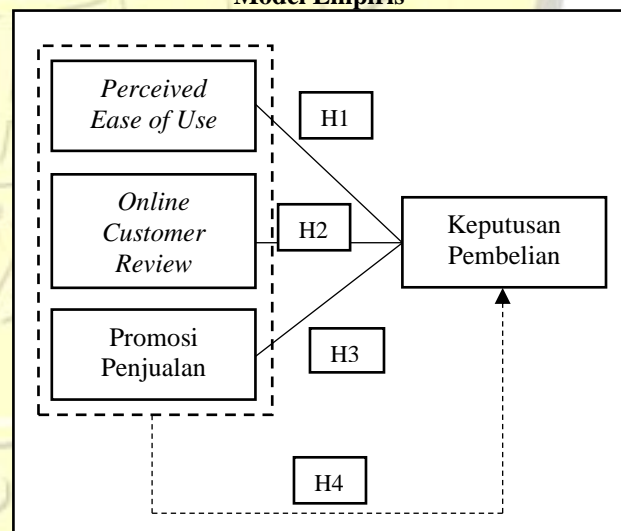 Model Empiris
Perceived
Ease of Use
H1
Online
Customer
Review
H2
Keputusan
Pembelian
Promosi
Penjualan
H3
H4